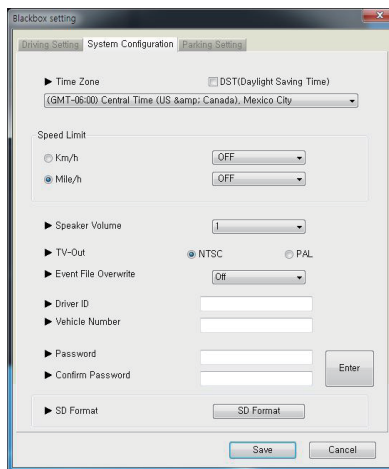 Blackbox setting
Driving Setting System Configuration Parking Setting
▶ Time Zone DST(Daylight Saving Time)
(GMT-06:00) Central Time (US &amp; Canada), Mexico City
Speed Limit
Km/h OFF
Mile/h OFF
▶ Speaker Volume 1
▶ TV-Out NTSC PAL
▶ Event File Overwrite Off
▶ Driver ID
▶ Vehicle Number
▶ Password
Enter
▶ Confirm Password
▶ SD Format SD Format
Save Cancel